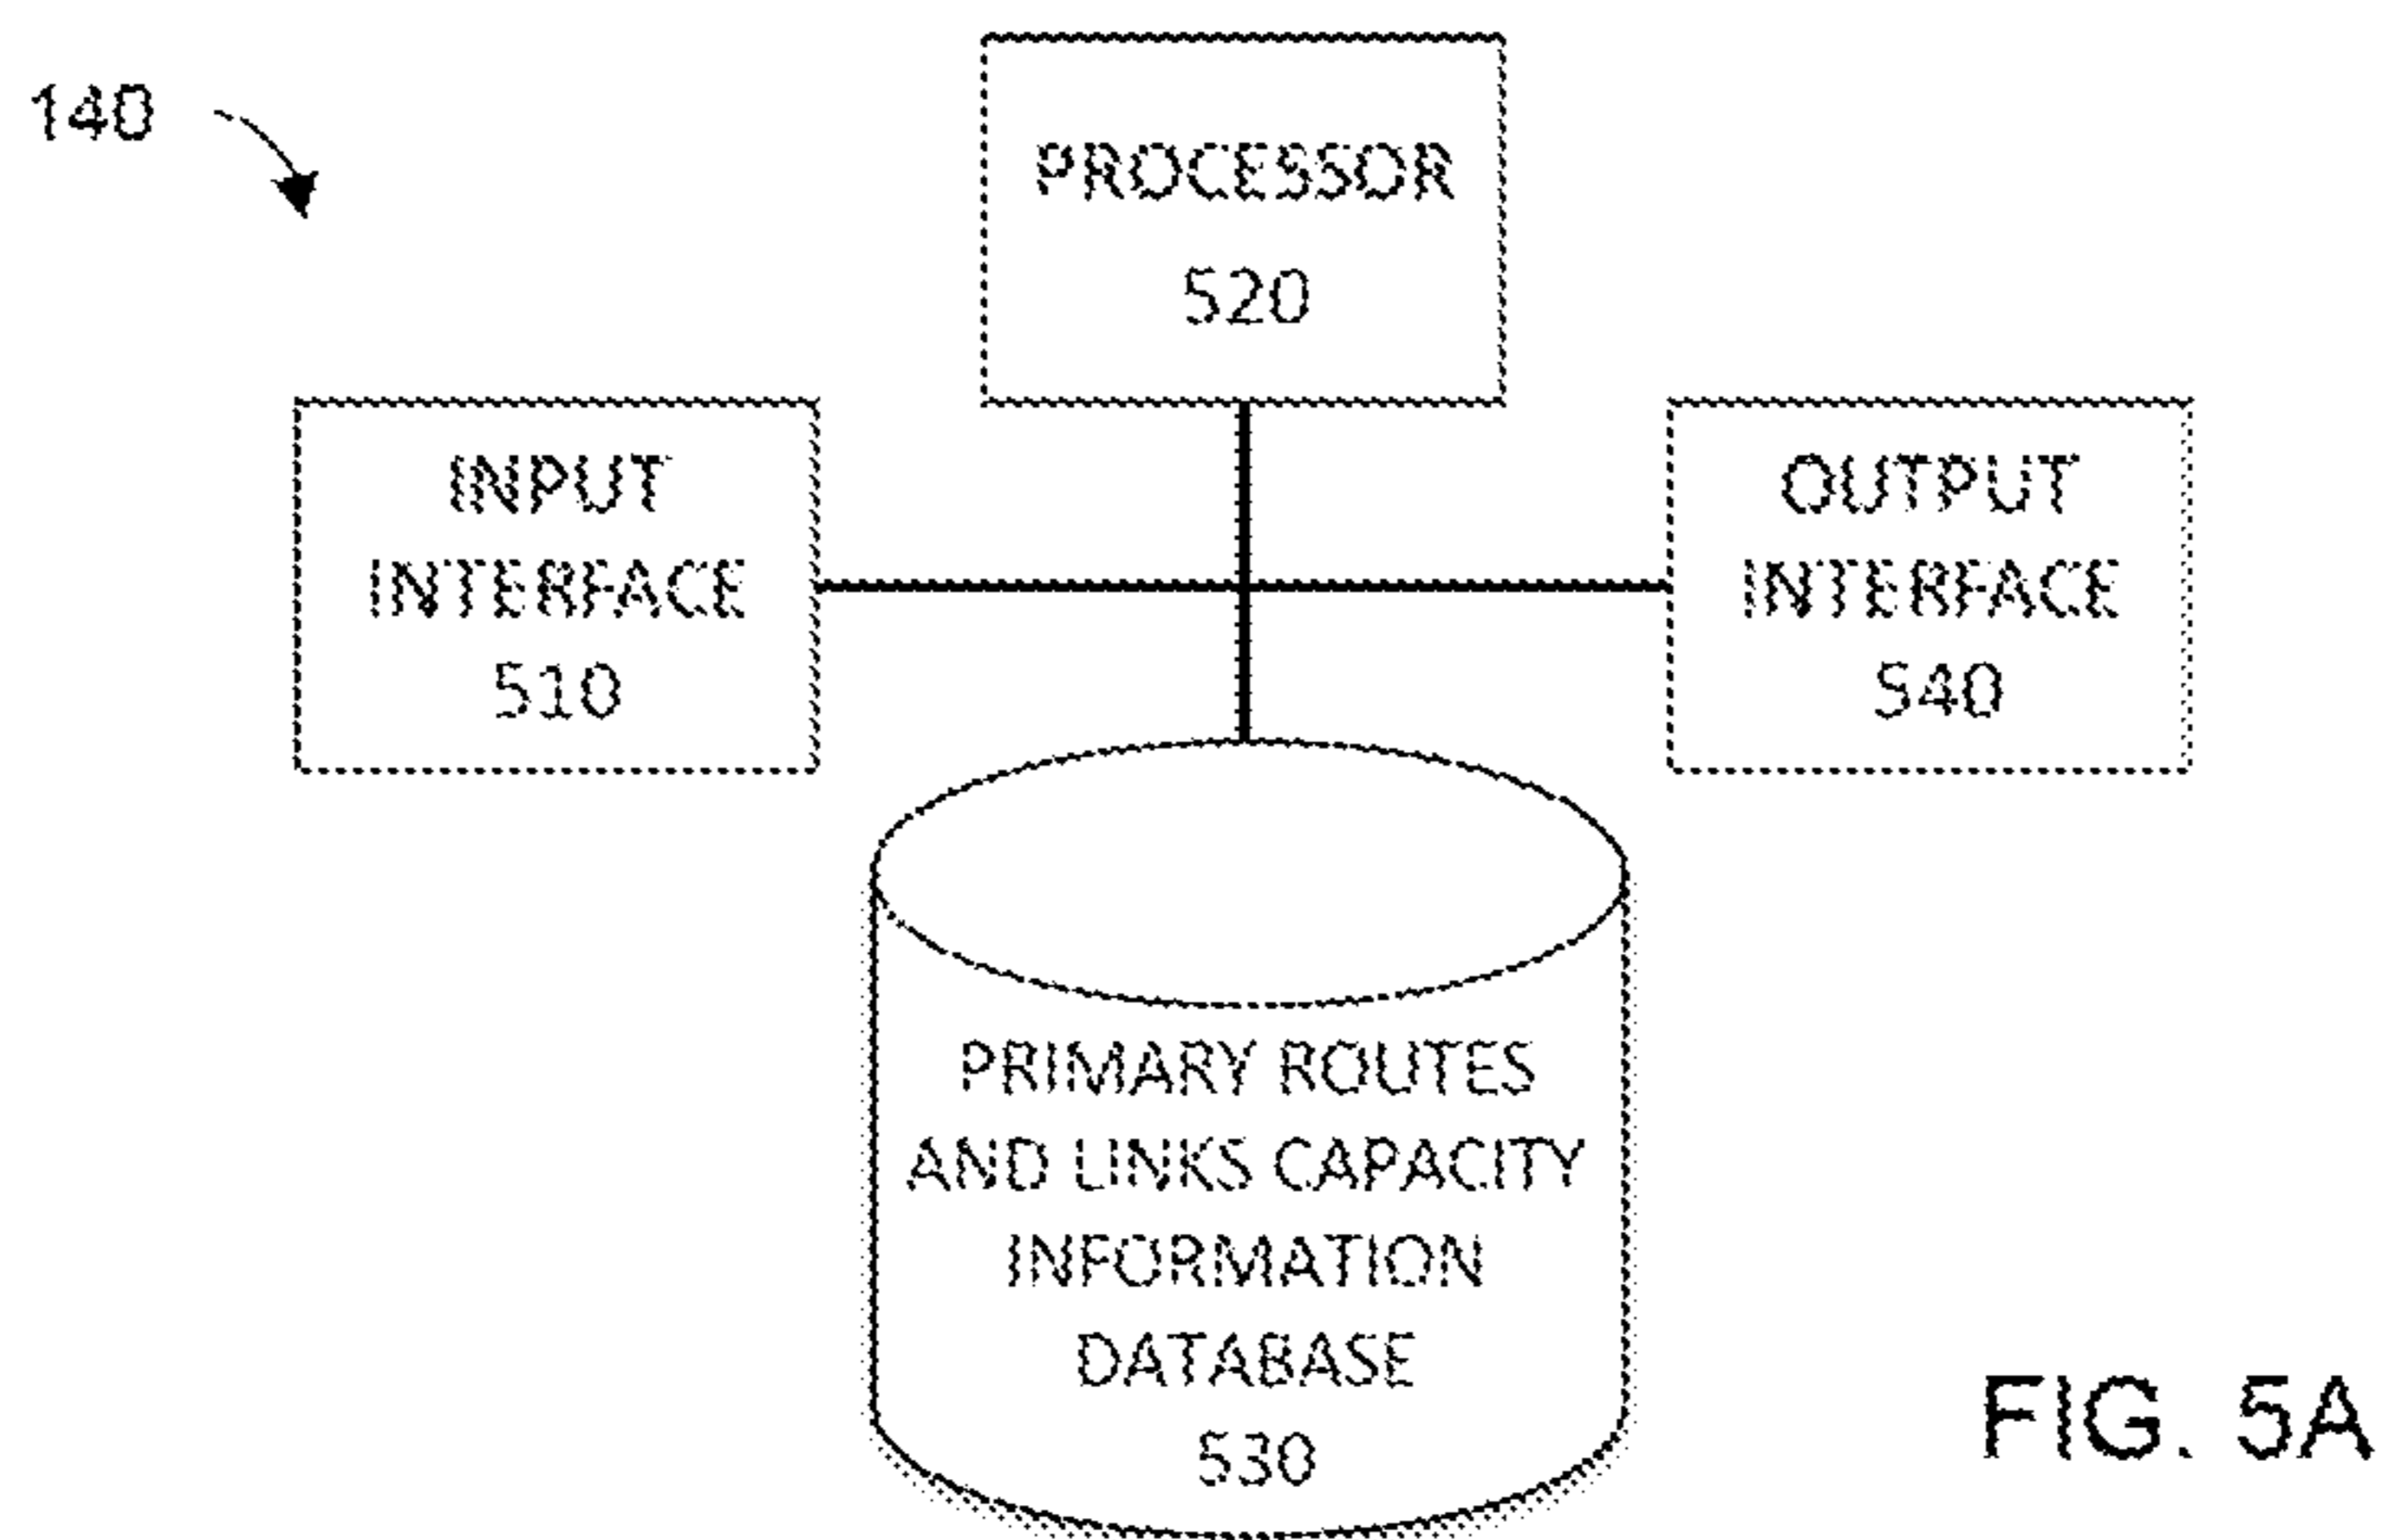 140
PROCESSOR
520
INPUT
INTERFACE
510
OUTPUT
INTERFACE
540
PRIMARY ROUTES
AND LINKS CAPACITY
INFORMATION
DATABASE
530
FIG. 5A